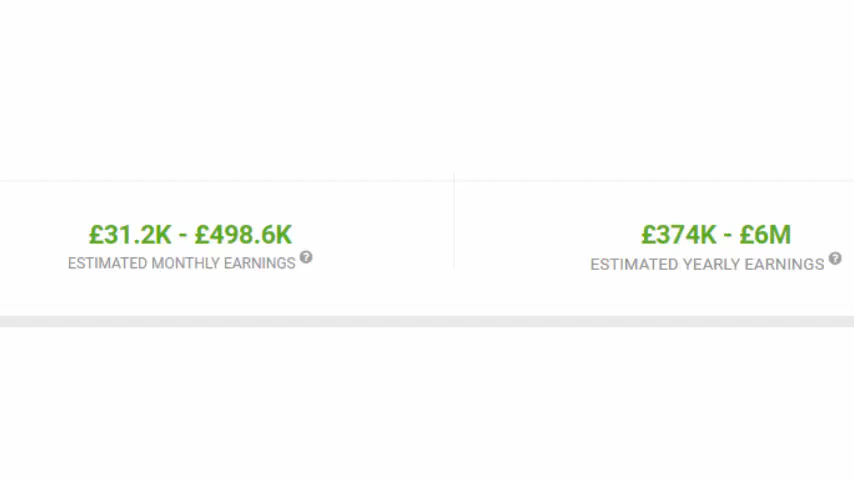 £31.2K - £498.6K
ESTIMATED MONTHLY EARNINGS ?
£374K - £6M
ESTIMATED YEARLY EARNINGS ?